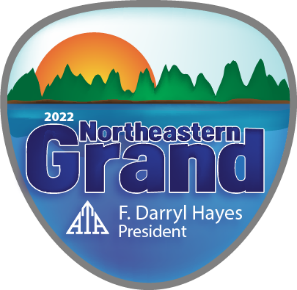 2022
Northeastern
Grand
ATA
F. Darryl Hayes
President